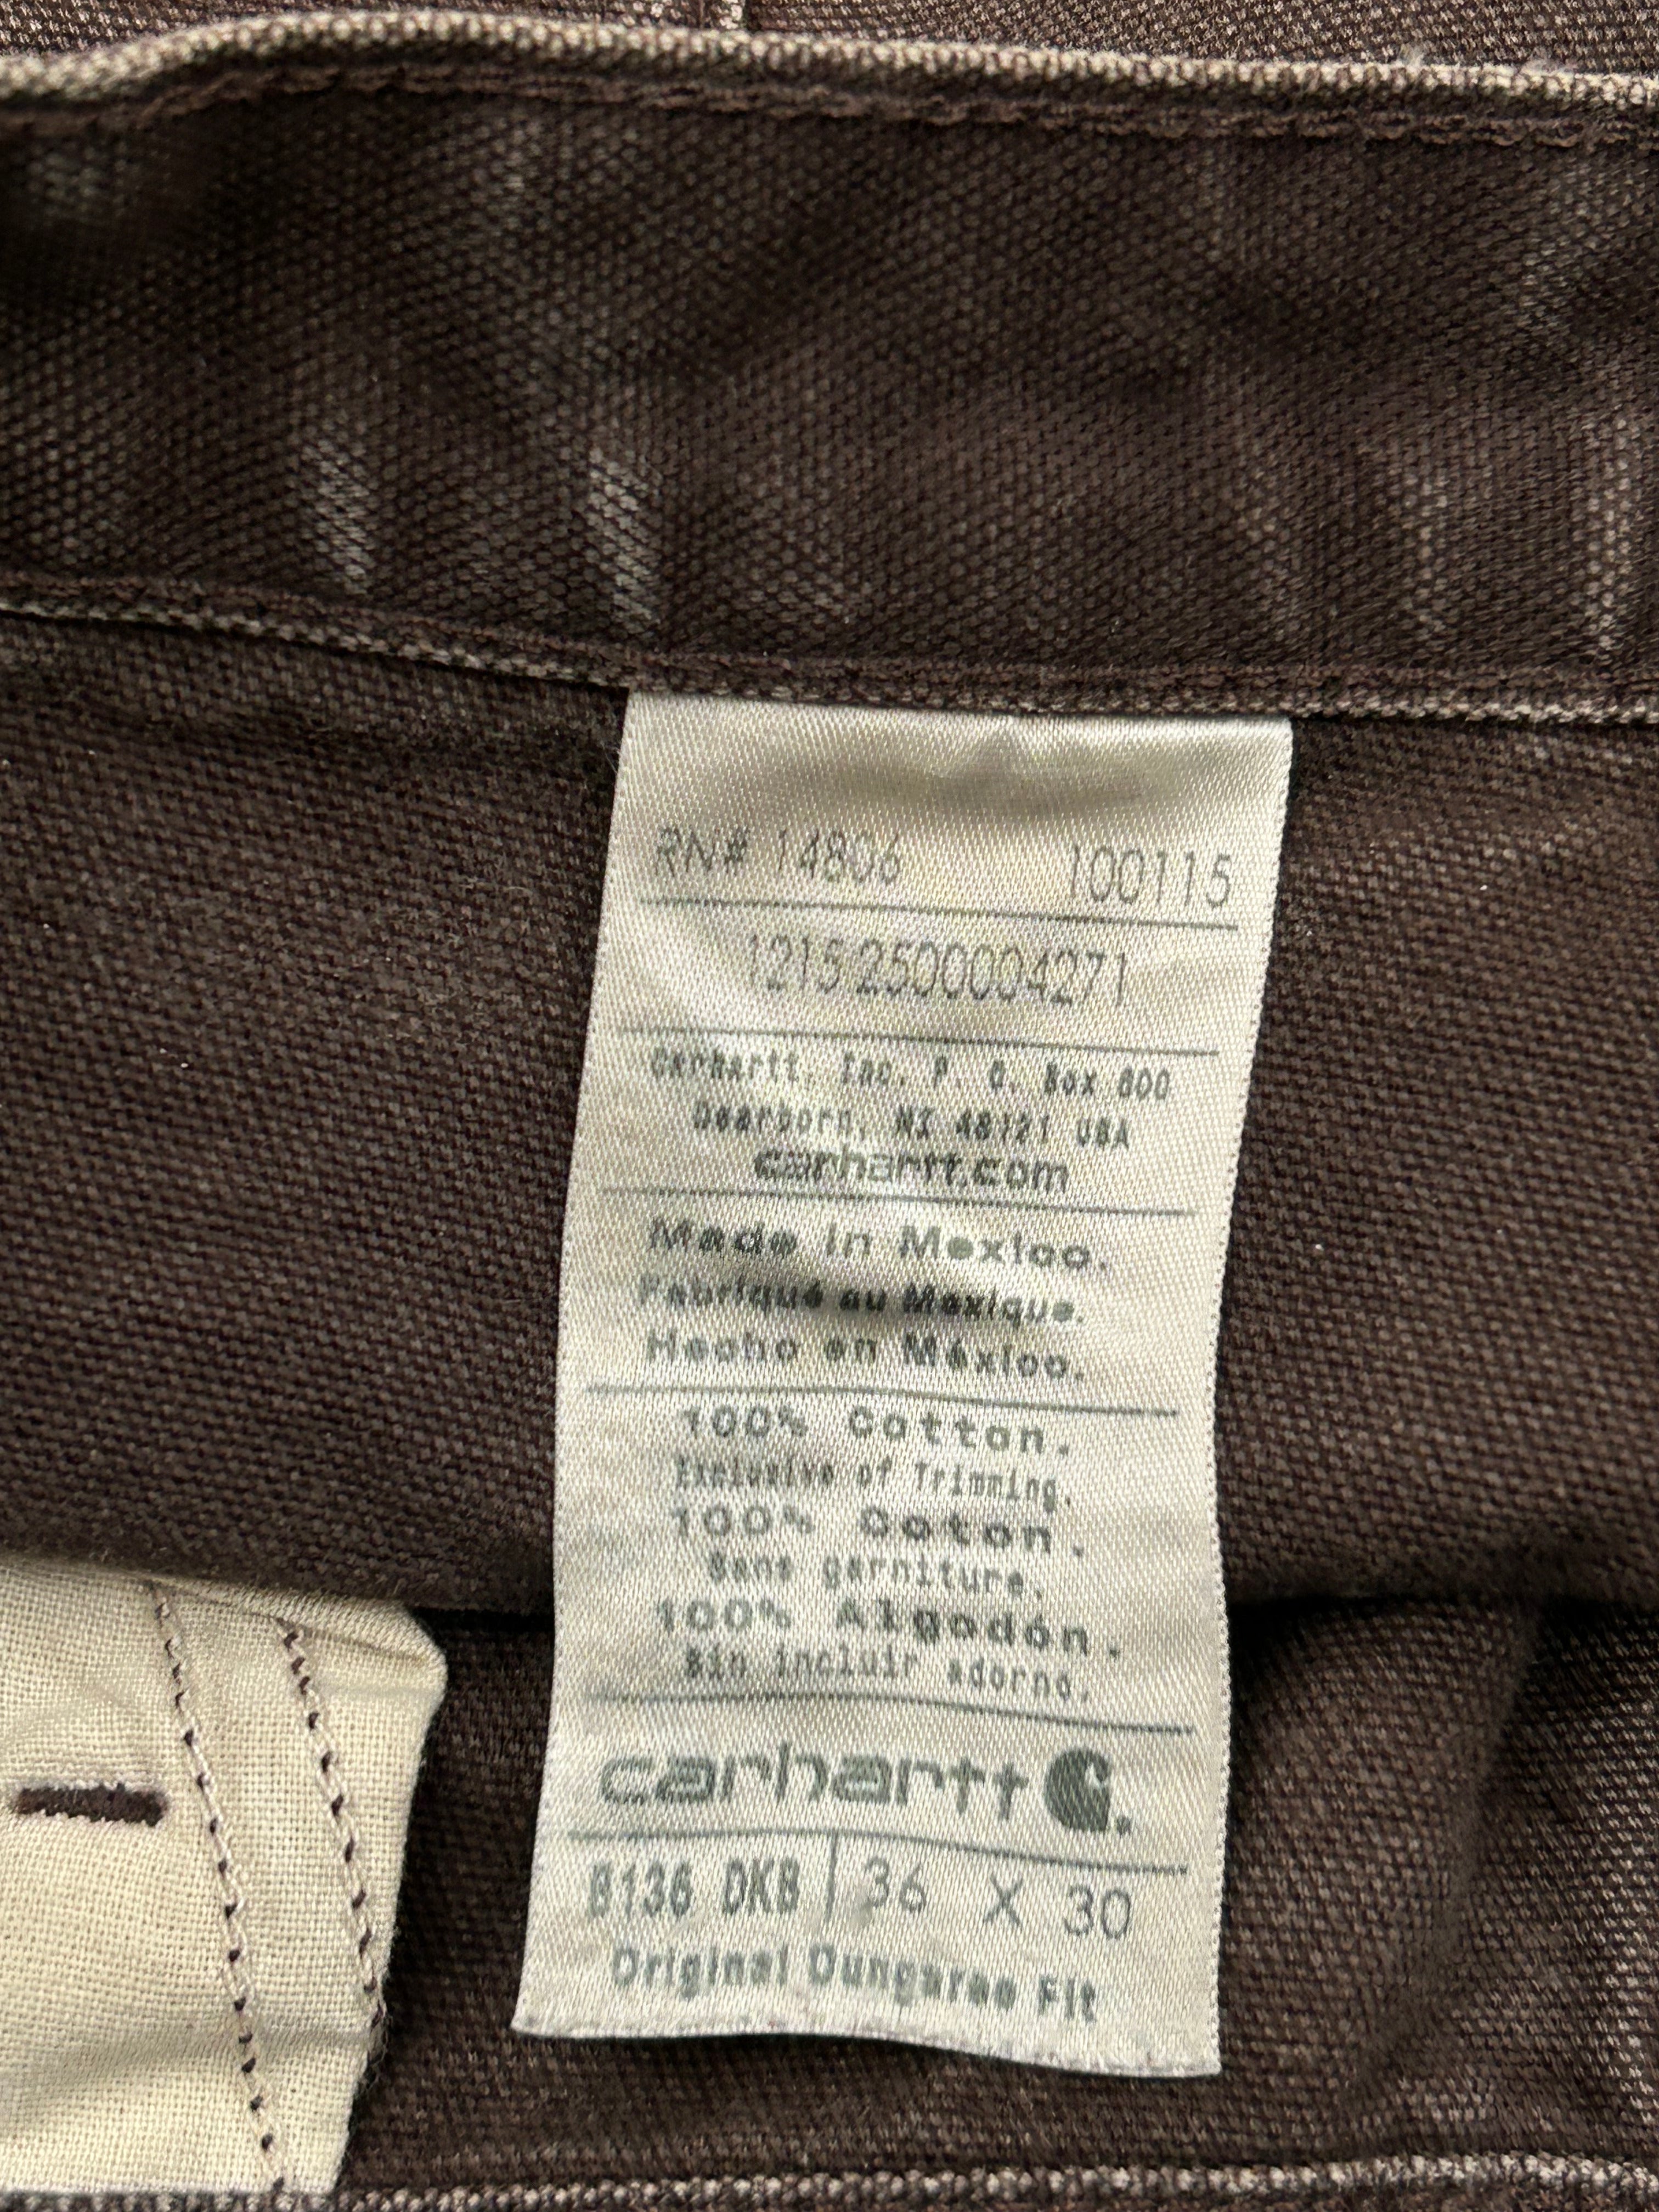 RN# 14806 100115
1215 2500004271
Carhartt, Inc. P. O. Box 600
Dearborn, MI 48121 USA
carhartt.com
Made in Mexico.
Fabriqué au Mexique.
Hecho en México.
100% Cotton.
Exclusive of Trimming.
100% Coton.
Sans garniture.
100% Algodón.
Sin incluir adorno.
carhartt
B136 DKB 36 X 30
Original Dungaree Fit